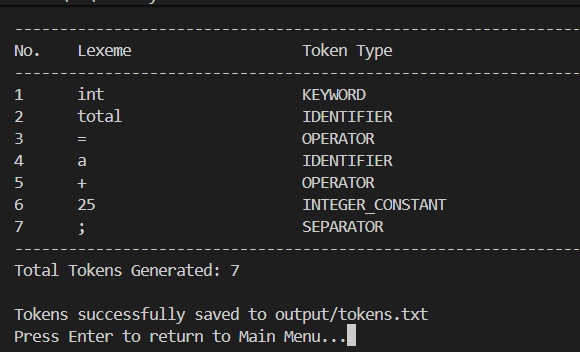 --------------------------------------------------------------
No.    Lexeme                   Token Type
--------------------------------------------------------------
1      int                      KEYWORD
2      total                    IDENTIFIER
3      =                        OPERATOR
4      a                        IDENTIFIER
5      +                        OPERATOR
6      25                       INTEGER_CONSTANT
7      ;                        SEPARATOR
--------------------------------------------------------------
Total Tokens Generated: 7

Tokens successfully saved to output/tokens.txt
Press Enter to return to Main Menu...